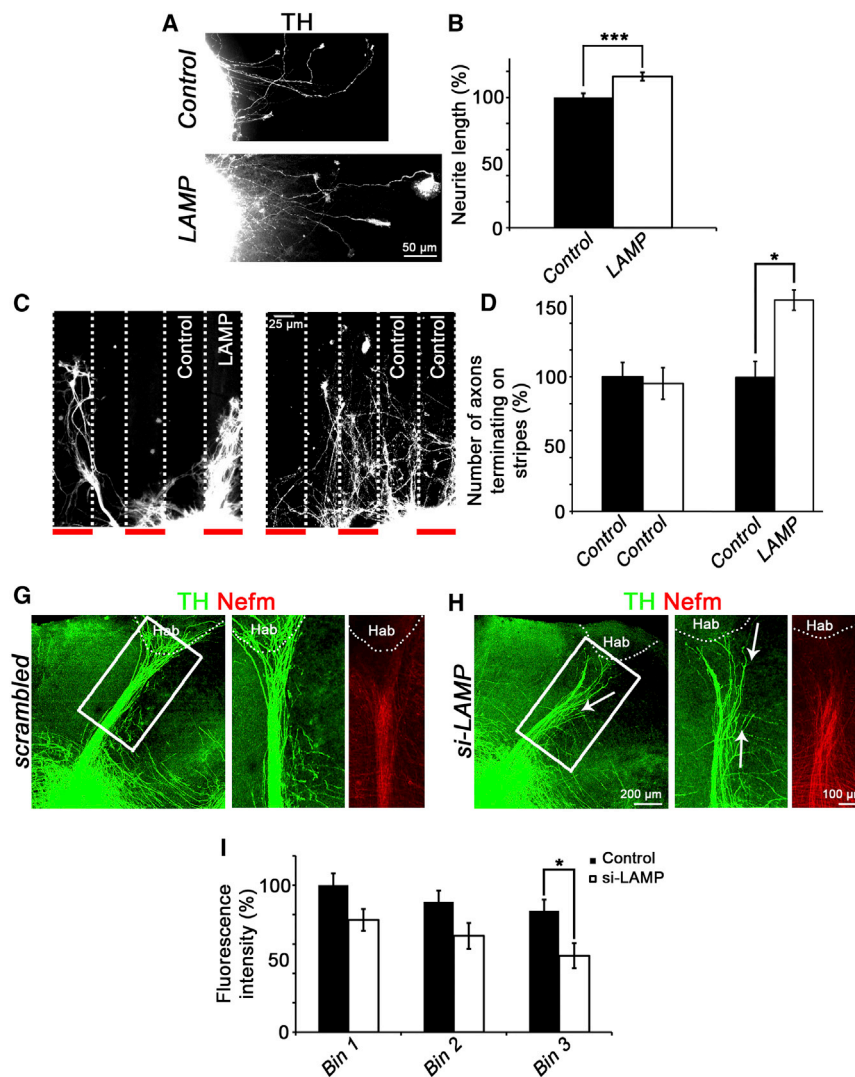 A
TH
Control
LAMP
50 µm
B
***
Neurite length (%)
100
50
0
Control
LAMP
C
Control
LAMP
25 µm
Control
Control
D
*
Number of axons
terminating on
stripes (%)
150
100
50
0
Control
Control
Control
LAMP
G
TH Nefm
scrambled
Hab
Hab
Hab
H
TH Nefm
si-LAMP
Hab
Hab
Hab
200 µm
100 µm
I
Control
si-LAMP
*
Fluorescence
intensity (%)
100
50
0
Bin 1
Bin 2
Bin 3